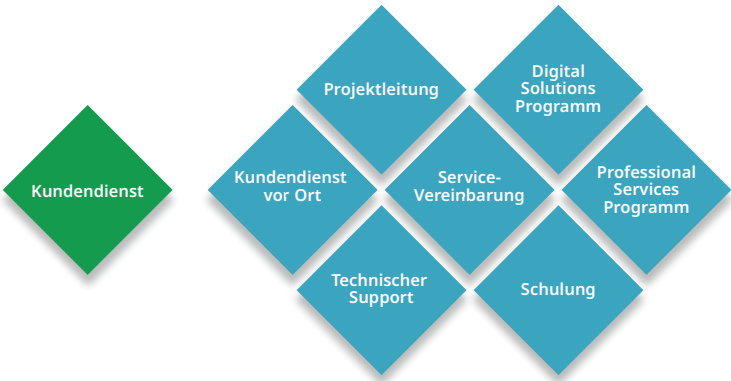 Projektleitung
Digital
Solutions
Programm
Kundendienst
Kundendienst
vor Ort
Service-
Vereinbarung
Professional
Services
Programm
Technischer
Support
Schulung